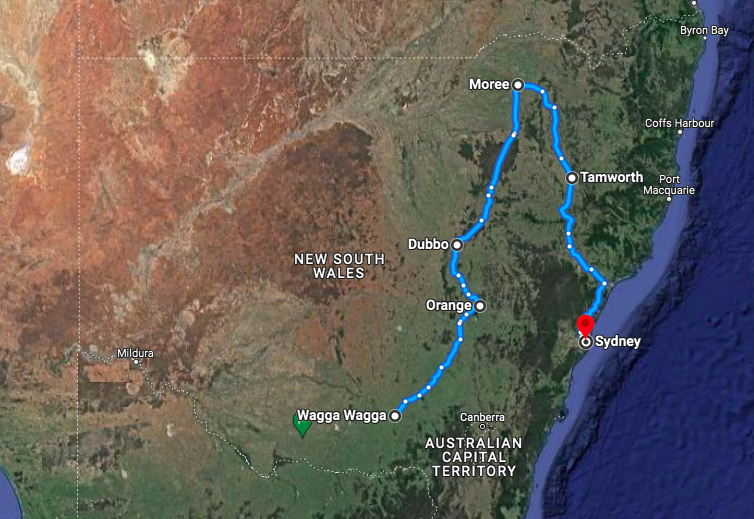 Byron Bay
Moree
Coffs Harbour
Tamworth
Port
Macquarie
Dubbo
NEW SOUTH
WALES
Orange
Sydney
Mildura
Wagga Wagga
Canberra
AUSTRALIAN
CAPITAL
TERRITORY